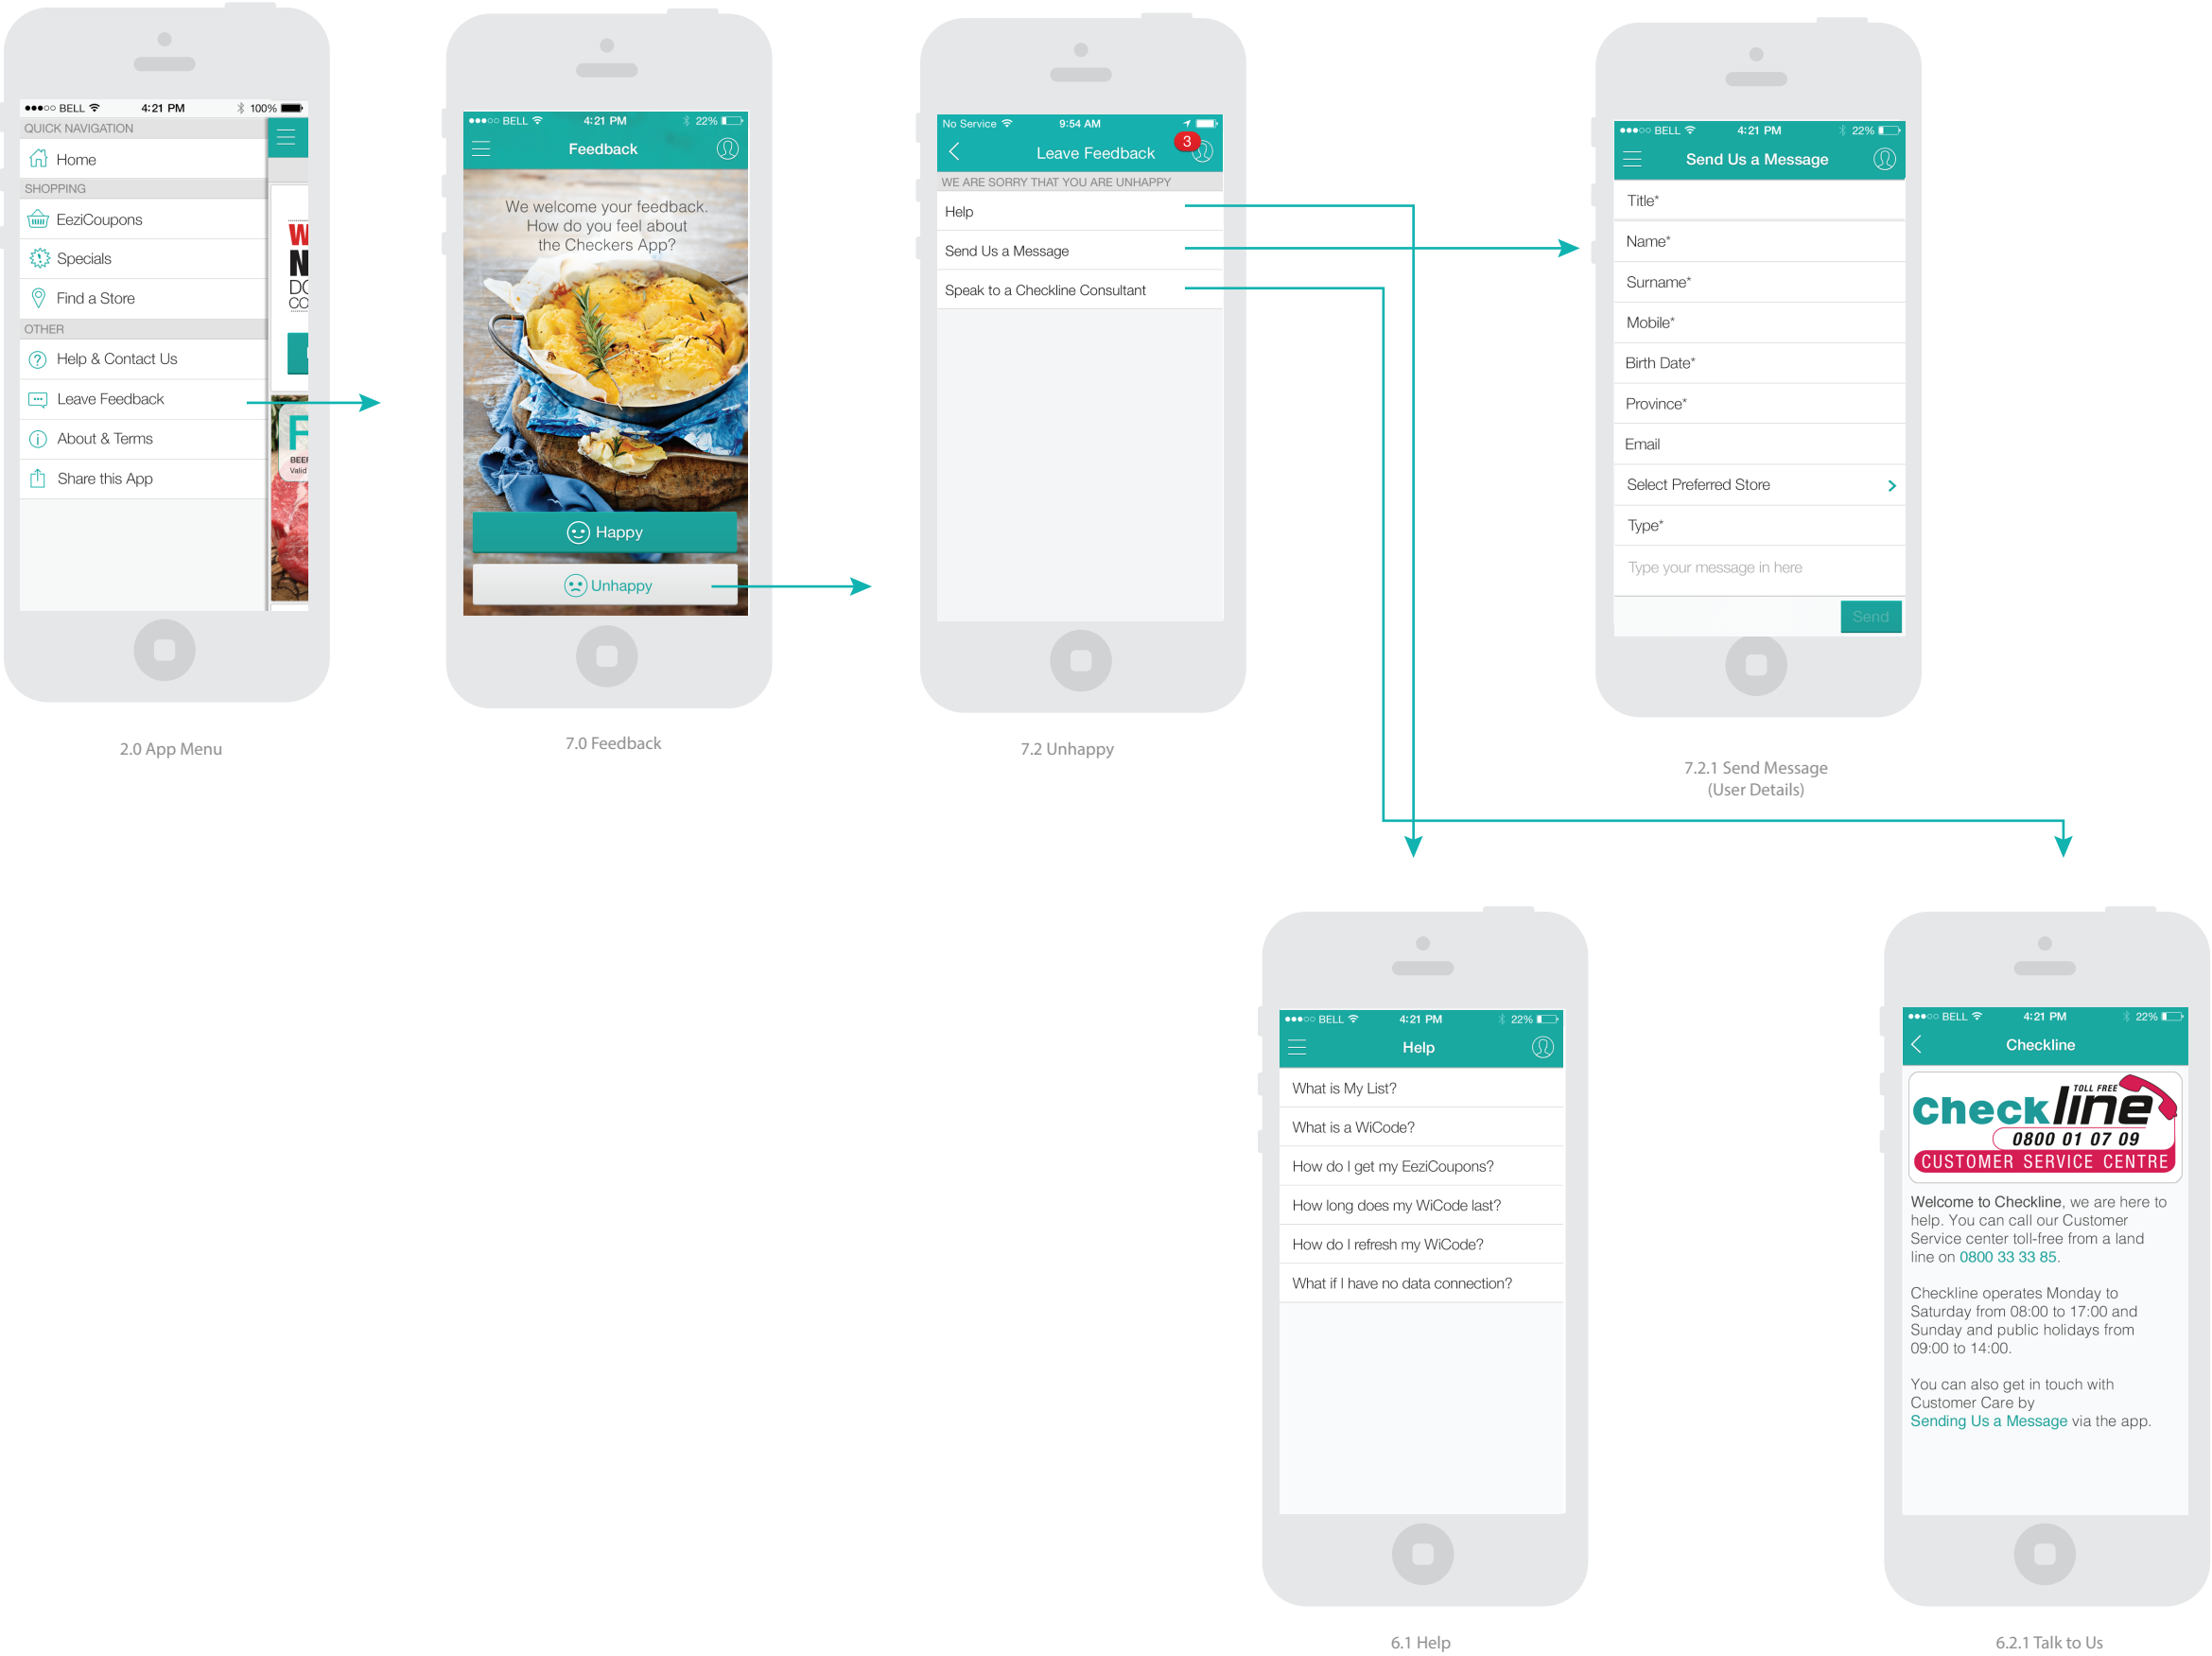 BELL 4:21 PM 100%
QUICK NAVIGATION
Home
SHOPPING
EeziCoupons
Specials
Find a Store
OTHER
Help & Contact Us
Leave Feedback
About & Terms
Share this App
W
N
DO
CO
F
BEEF
Valid
2.0 App Menu
BELL 4:21 PM 22%
Feedback
We welcome your feedback.
How do you feel about
the Checkers App?
Happy
Unhappy
7.0 Feedback
No Service 9:54 AM
Leave Feedback 3
WE ARE SORRY THAT YOU ARE UNHAPPY
Help
Send Us a Message
Speak to a Checkline Consultant
7.2 Unhappy
BELL 4:21 PM 22%
Send Us a Message
Title*
Name*
Surname*
Mobile*
Birth Date*
Province*
Email
Select Preferred Store
Type*
Type your message in here
Send
7.2.1 Send Message
(User Details)
BELL 4:21 PM 22%
Help
What is My List?
What is a WiCode?
How do I get my EeziCoupons?
How long does my WiCode last?
How do I refresh my WiCode?
What if I have no data connection?
6.1 Help
BELL 4:21 PM 22%
Checkline
TOLL FREE
checkline
0800 01 07 09
CUSTOMER SERVICE CENTRE
Welcome to Checkline, we are here to
help. You can call our Customer
Service center toll-free from a land
line on 0800 33 33 85.
Checkline operates Monday to
Saturday from 08:00 to 17:00 and
Sunday and public holidays from
09:00 to 14:00.
You can also get in touch with
Customer Care by
Sending Us a Message via the app.
6.2.1 Talk to Us